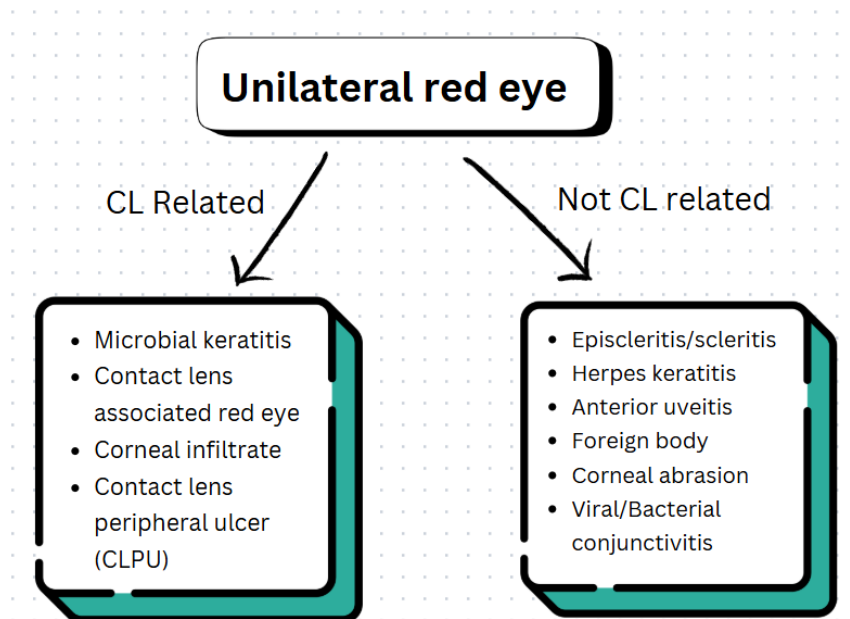 Unilateral red eye
CL Related
Not CL related
• Microbial keratitis
• Contact lens
associated red eye
• Corneal infiltrate
• Contact lens
peripheral ulcer
(CLPU)
• Episcleritis/scleritis
• Herpes keratitis
• Anterior uveitis
• Foreign body
• Corneal abrasion
• Viral/Bacterial
conjunctivitis